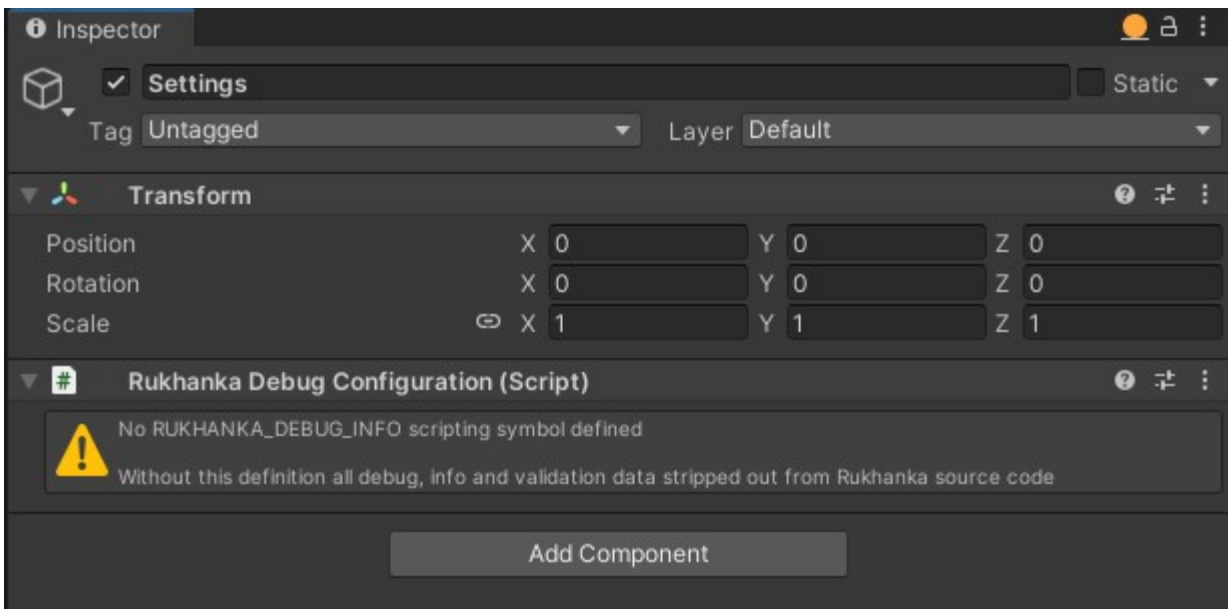 Inspector
Settings Static
Tag Untagged Layer Default
Transform
Position X 0 Y 0 Z 0
Rotation X 0 Y 0 Z 0
Scale X 1 Y 1 Z 1
# Rukhanka Debug Configuration (Script)
No RUKHANKA_DEBUG_INFO scripting symbol defined
Without this definition all debug, info and validation data stripped out from Rukhanka source code
Add Component